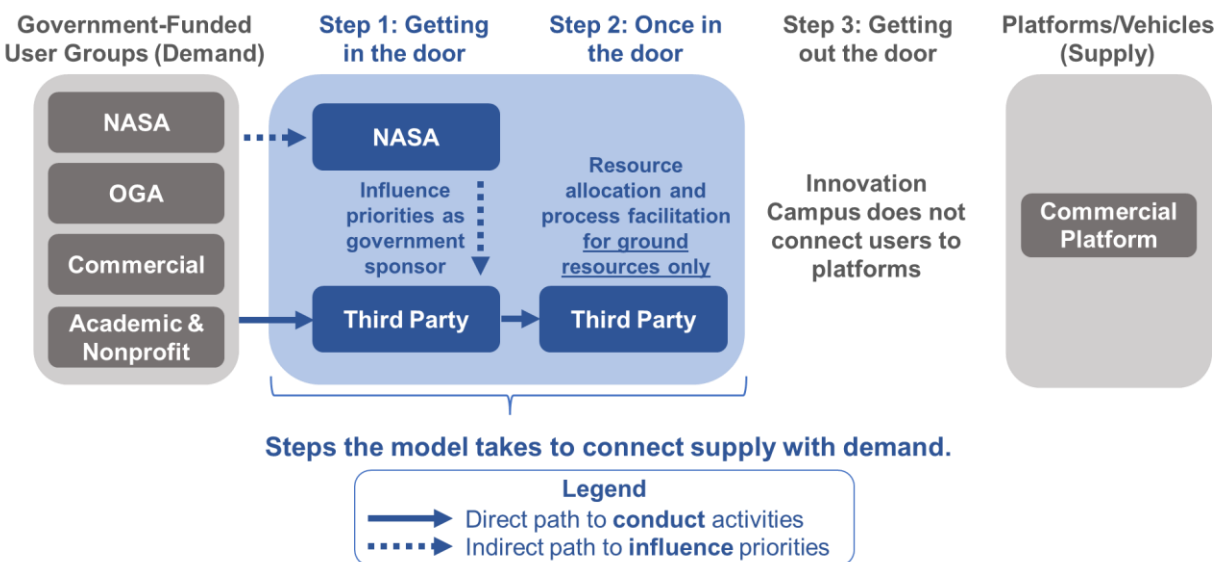 Government-Funded
User Groups (Demand)
Step 1: Getting
in the door
Step 2: Once in
the door
Step 3: Getting
out the door
Platforms/Vehicles
(Supply)
NASA
OGA
Commercial
Academic &
Nonprofit
NASA
Influence
priorities as
government
sponsor
Third Party
Resource
allocation and
process facilitation
for ground
resources only
Third Party
Innovation
Campus does not
connect users to
platforms
Commercial
Platform
Steps the model takes to connect supply with demand.
Legend
Direct path to conduct activities
Indirect path to influence priorities